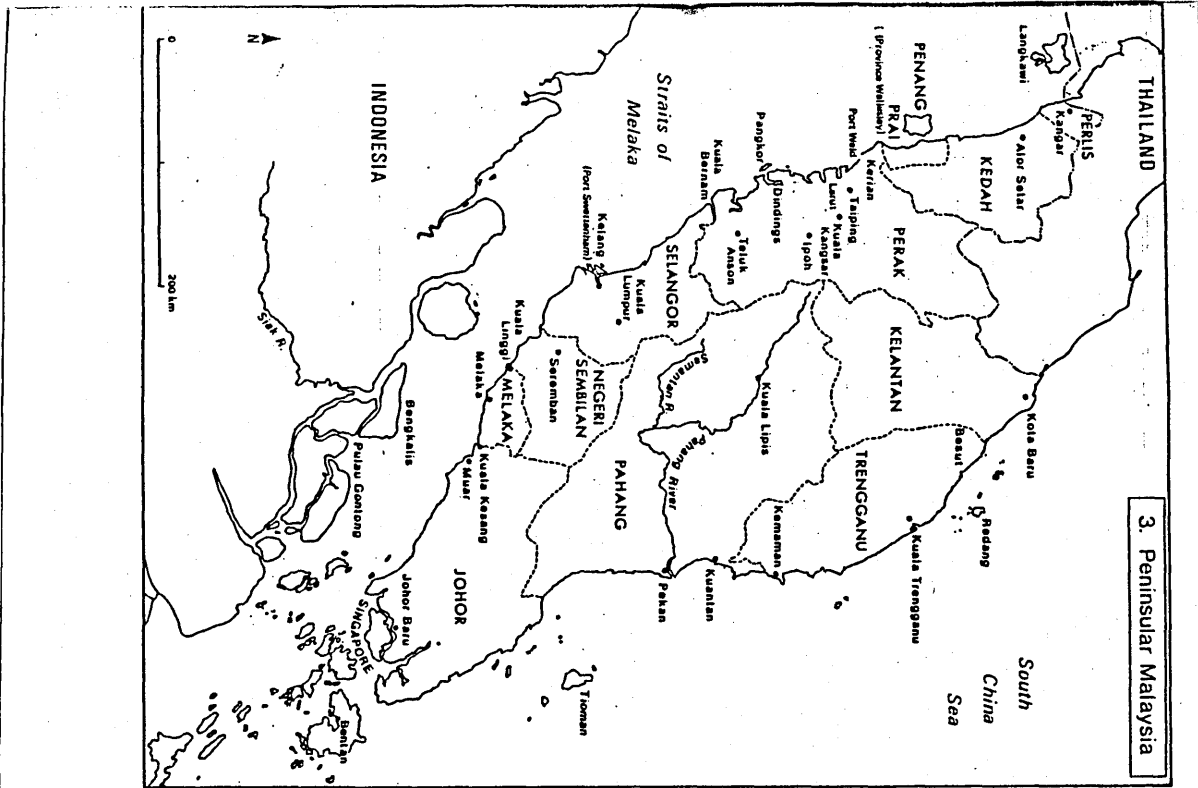 3. Peninsular Malaysia
THAILAND
Langkawi
PERLIS
Kangar
Alor Setar
KEDAH
PENANG
PRAI
(Province Wellesley)
Port Weld
Kerian
Larut
Taiping
Kuala
Kangsar
Ipoh
PERAK
Pangkor
Dindings
Kuala
Bernam
Teluk
Anson
KELANTAN
Kota Baru
Besut
Redang
Kuala Trengganu
TRENGGANU
Kemaman
South
China
Sea
Straits of
Melaka
SELANGOR
Kelang
(Port Swettenham)
Kuala
Lumpur
Kuala Lipis
Semantan R.
Pahang River
PAHANG
Kuantan
Pekan
Tioman
NEGERI
SEMBILAN
Seremban
Kuala
Linggi
MELAKA
Melaka
Kuala Kesang
Muar
JOHOR
Johor Baru
SINGAPORE
INDONESIA
Siak R.
Bengkalis
Pulau Gontong
Bentan
N
0
200 km